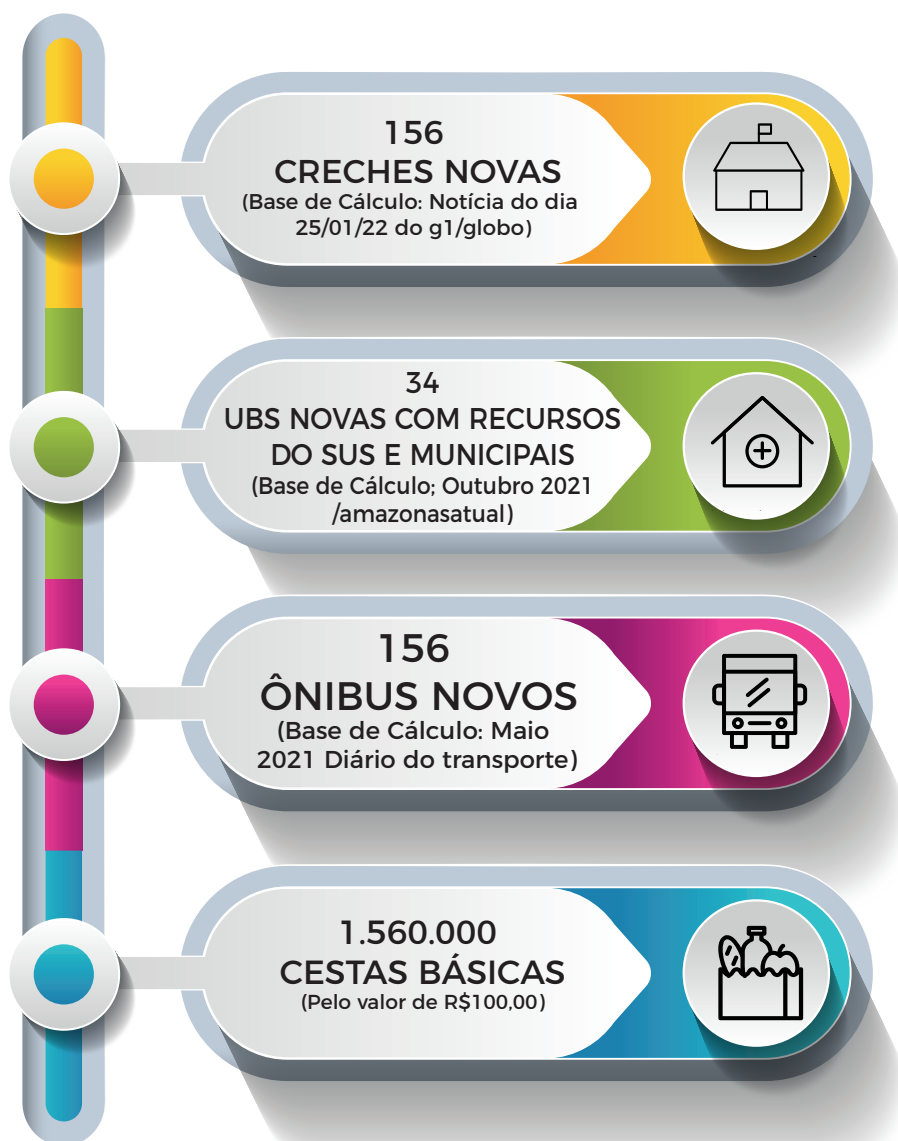 156
CRECHES NOVAS
(Base de Cálculo: Notícia do dia
25/01/22 do g1/globo)
34
UBS NOVAS COM RECURSOS
DO SUS E MUNICIPAIS
(Base de Cálculo; Outubro 2021
/amazonasatual)
156
ÔNIBUS NOVOS
(Base de Cálculo: Maio
2021 Diário do transporte)
1.560.000
CESTAS BÁSICAS
(Pelo valor de R$100,00)